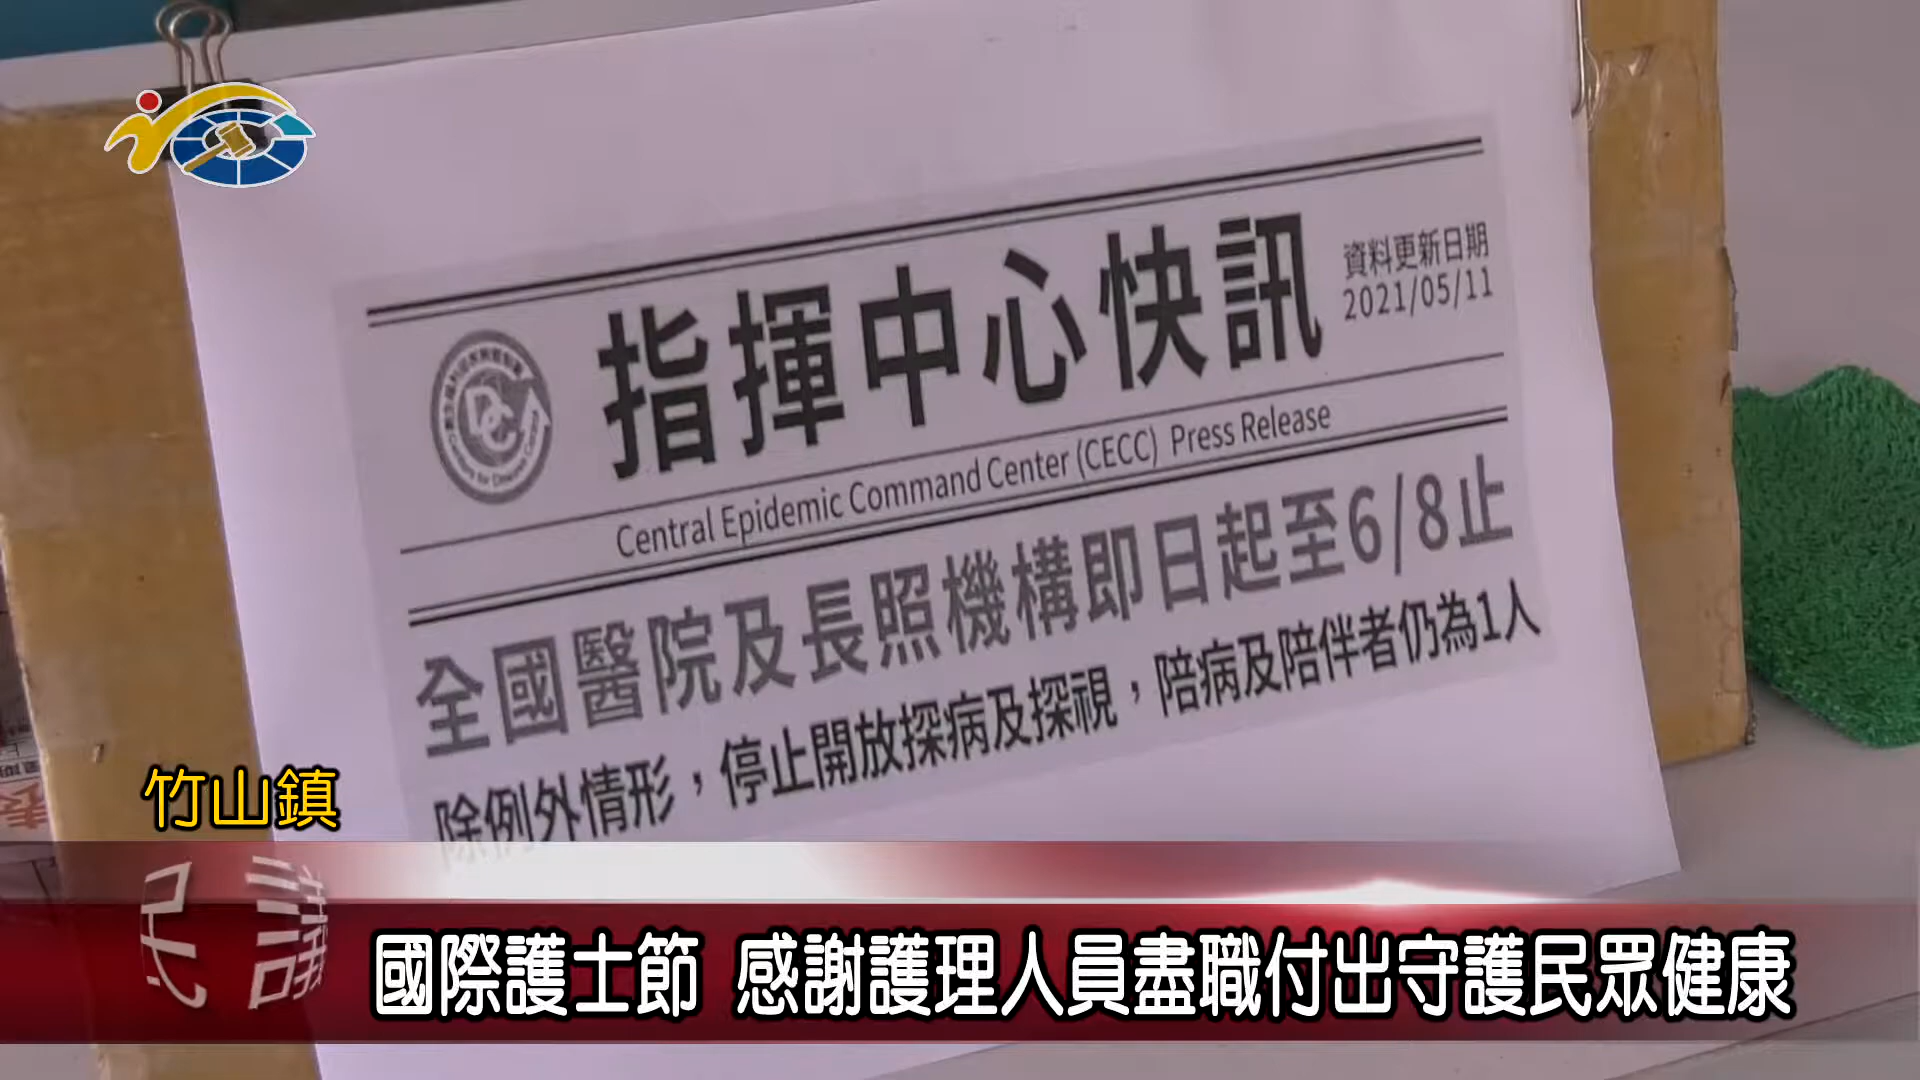 指揮中心快訊
資料更新日期
2021/05/11
Central Epidemic Command Center (CECC) Press Release
全國醫院及長照機構即日起至6/8止
除例外情形，停止開放探病及探視，陪病及陪伴者仍為1人
竹山鎮
國際護士節 感謝護理人員盡職付出守護民眾健康